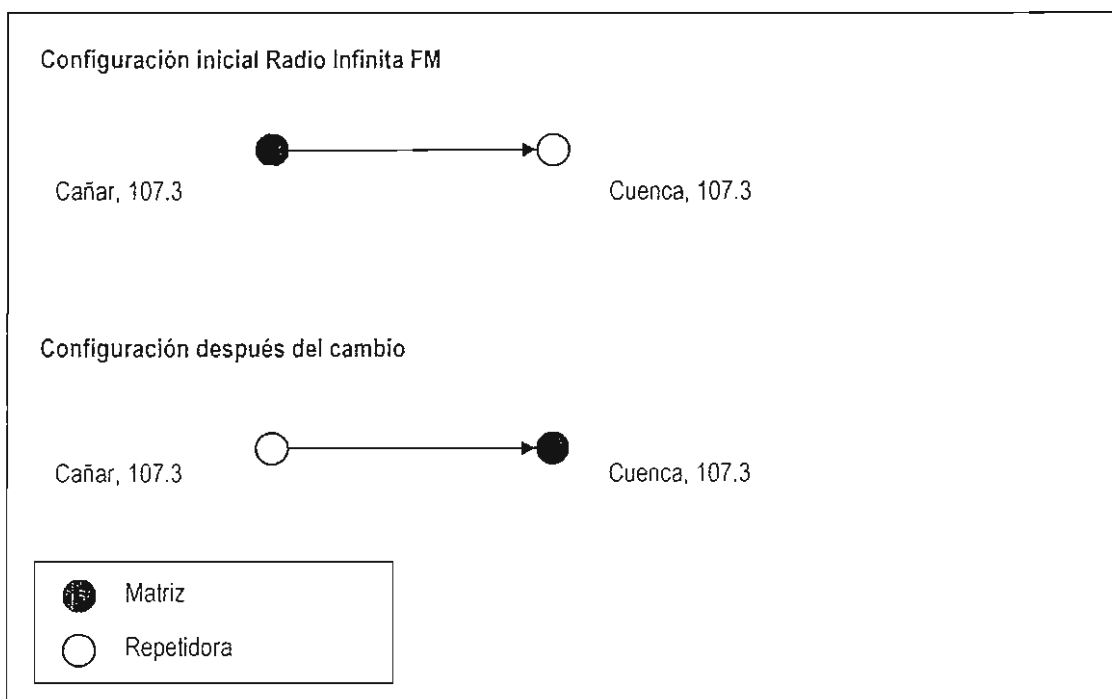 Configuración inicial Radio Infinita FM
Cañar, 107.3
Cuenca, 107.3
Configuración después del cambio
Cañar, 107.3
Cuenca, 107.3
Matriz
Repetidora